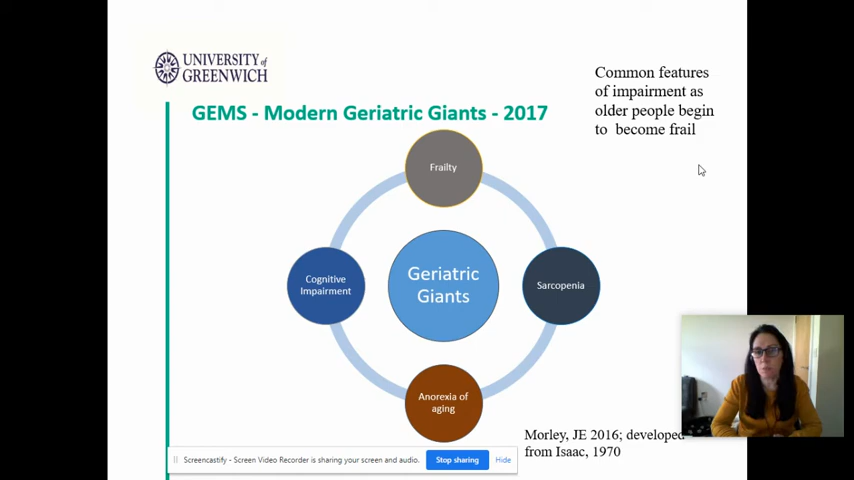 UNIVERSITY of
GREENWICH
Common features
of impairment as
older people begin
to become frail
GEMS - Modern Geriatric Giants - 2017
Frailty
Cognitive
Impairment
Geriatric
Giants
Sarcopenia
Anorexia of
aging
Morley, JE 2016; developed
from Isaac, 1970
Screencastify - Screen Video Recorder is sharing your screen and audio.
Stop sharing
Hide